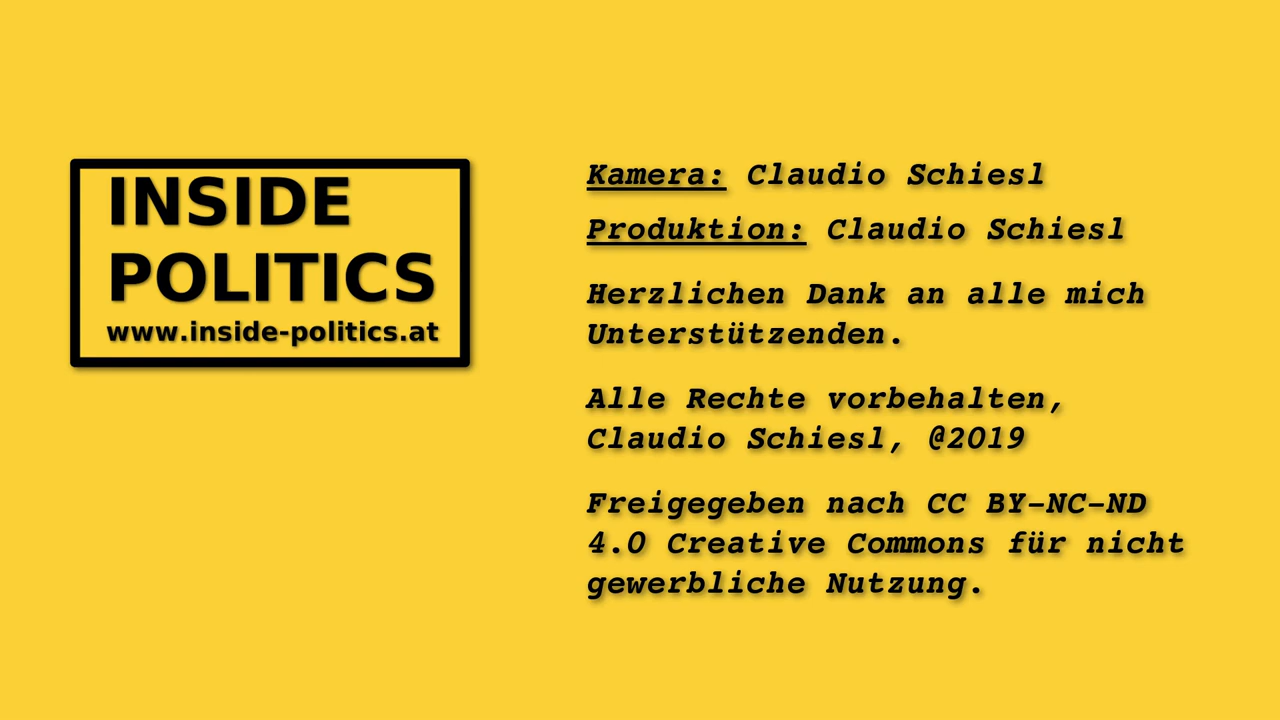 INSIDE
POLITICS
www.inside-politics.at
Kamera: Claudio Schiesl
Produktion: Claudio Schiesl
Herzlichen Dank an alle mich
Unterstützenden.
Alle Rechte vorbehalten,
Claudio Schiesl, @2019
Freigegeben nach CC BY-NC-ND
4.0 Creative Commons für nicht
gewerbliche Nutzung.